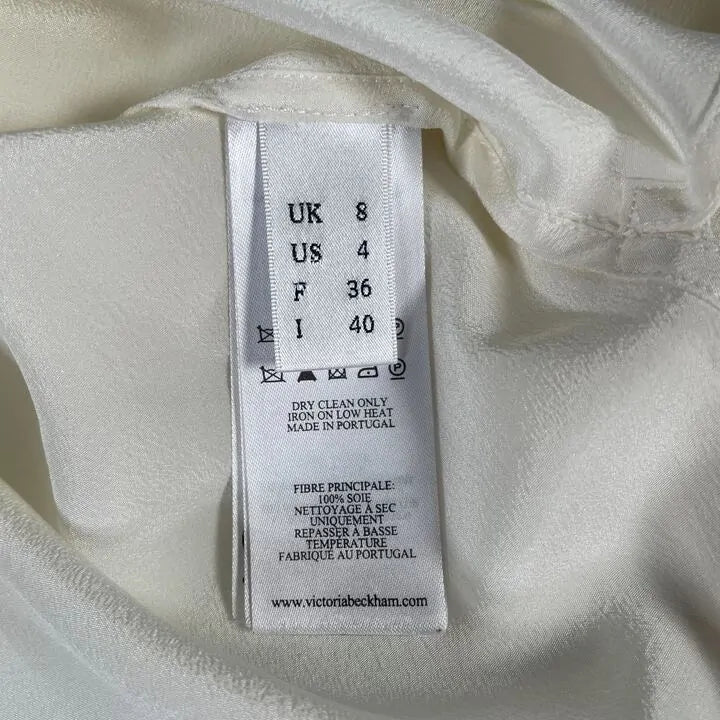 UK 8
US 4
F 36
I 40
DRY CLEAN ONLY
IRON ON LOW HEAT
MADE IN PORTUGAL
FIBRE PRINCIPALE:
100% SOIE
NETTOYAGE À SEC
UNIQUEMENT
REPASSER À BASSE
TEMPÉRATURE
FABRIQUÉ AU PORTUGAL
www.victoriabeckham.com